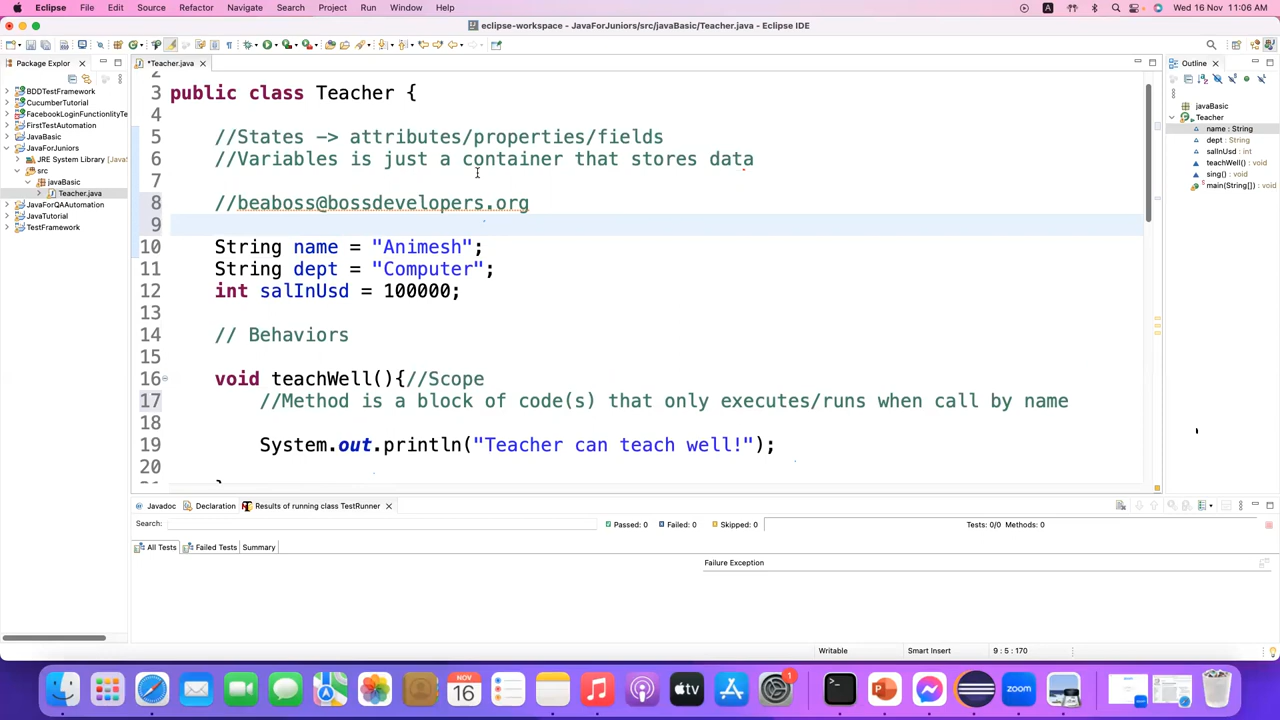 Eclipse File Edit Source Refactor Navigate Search Project Run Window Help A Wed 16 Nov 11:06 AM
eclipse-workspace - JavaForJuniors/src/javaBasic/Teacher.java - Eclipse IDE
Package Explor
*Teacher.java
Outline
BDDTestFramework
CucumberTutorial
FacebookLoginFunctionlityTe
FirstTestAutomation
JavaBasic
JavaForJuniors
JRE System Library [Java
src
javaBasic
Teacher.java
JavaForQAAutomation
JavaTutorial
TestFramework
2
3 public class Teacher {
4
5 //States -> attributes/properties/fields
6 //Variables is just a container that stores data
7
8 //beaboss@bossdevelopers.org
9
10 String name = "Animesh";
11 String dept = "Computer";
12 int salInUsd = 100000;
13
14 // Behaviors
15
16 void teachWell(){//Scope
17 //Method is a block of code(s) that only executes/runs when call by name
18
19 System.out.println("Teacher can teach well!");
20
21 }
javaBasic
Teacher
name : String
dept : String
salInUsd : int
teachWell() : void
sing() : void
main(String[]) : void
Javadoc Declaration Results of running class TestRunner
Search: Passed: 0 Failed: 0 Skipped: 0 Tests: 0/0 Methods: 0
All Tests Failed Tests Summary
Failure Exception
Writable Smart Insert 9 : 5 : 170
NOV
16
tv
1
zoom